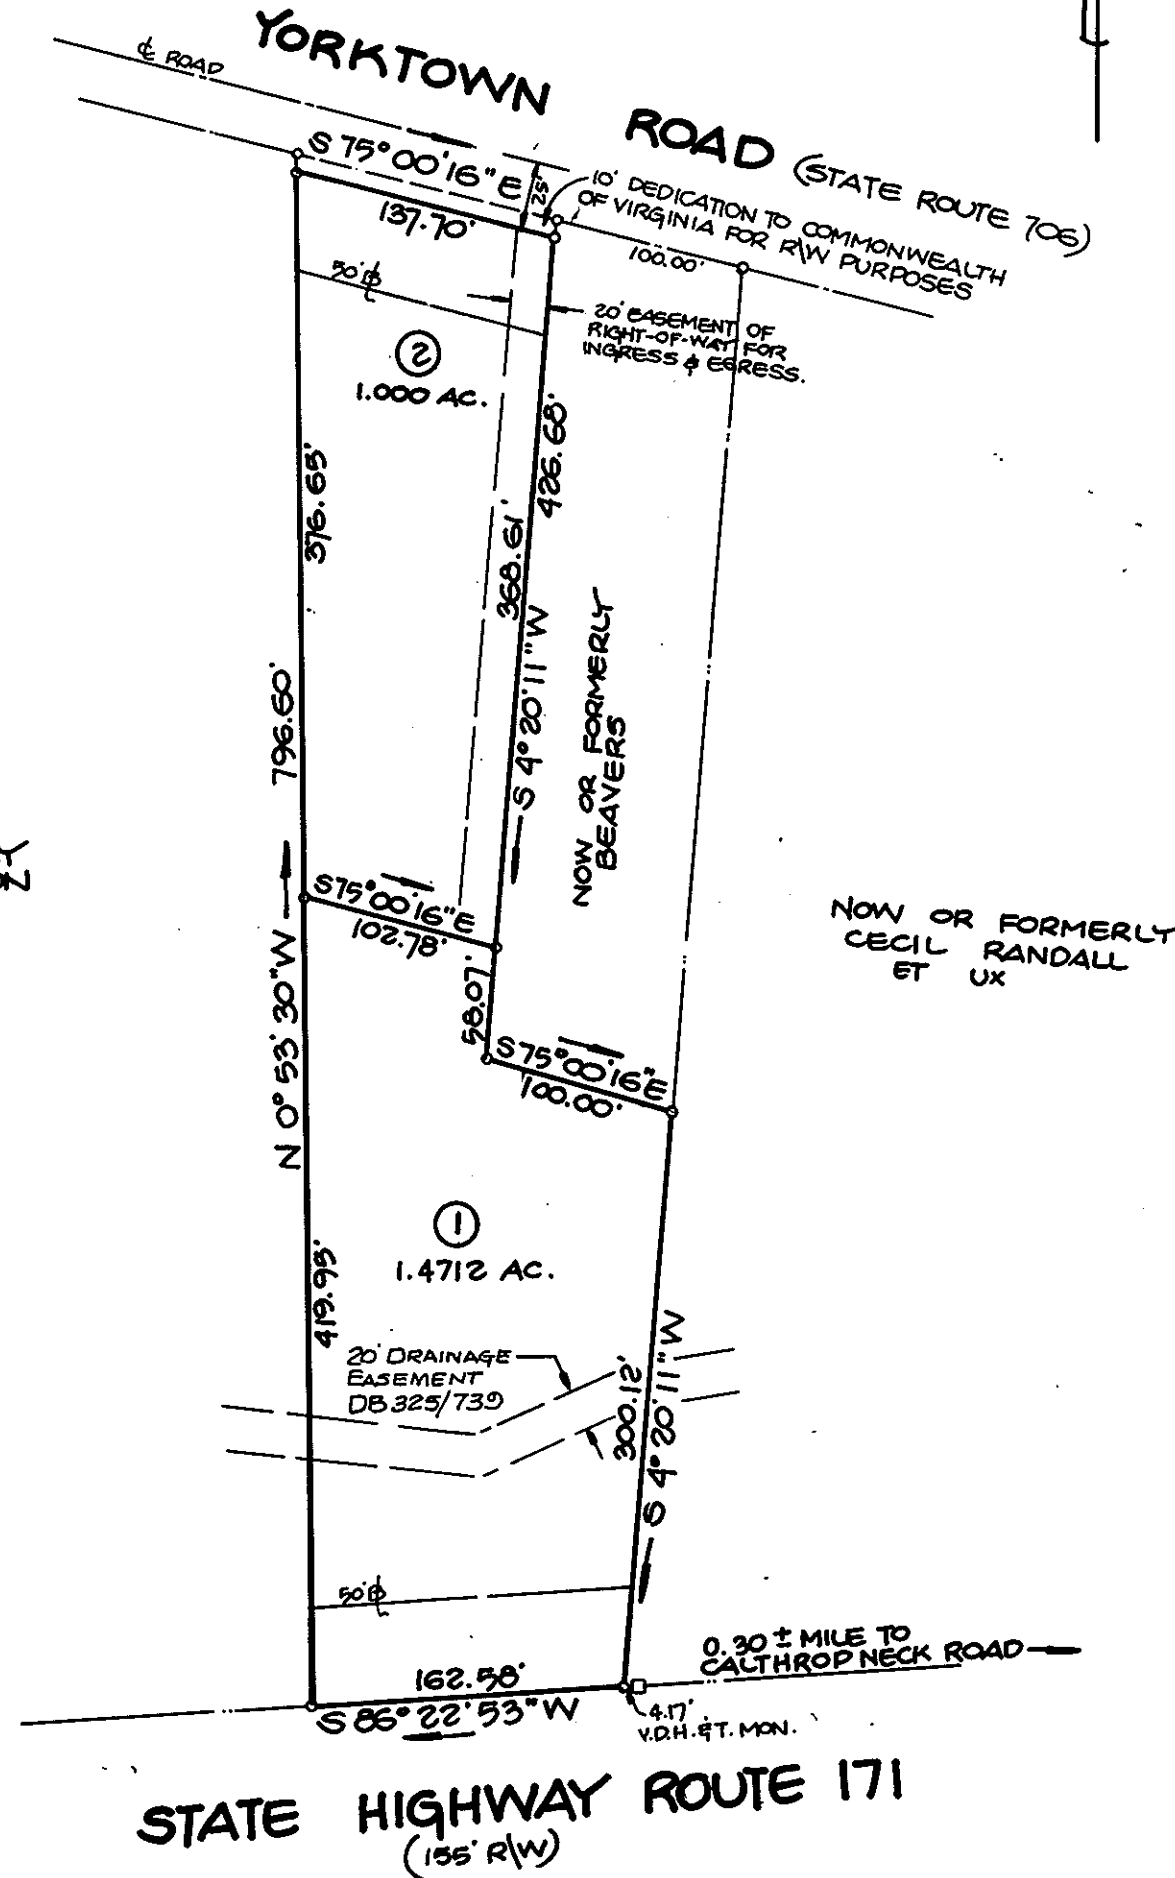 YORKTOWN ROAD (STATE ROUTE 706)
℄ ROAD
S 75° 00' 16" E
137.70'
25'
10' DEDICATION TO COMMONWEALTH
OF VIRGINIA FOR R\W PURPOSES
100.00'
50'
20' EASEMENT OF
RIGHT-OF-WAY FOR
INGRESS & EGRESS.
2
1.000 AC.
376.65'
426.68'
368.61'
S 4° 20' 11" W
NOW OR FORMERLY
BEAVERS
796.60'
N 0° 53' 30" W
S 75° 00' 16" E
102.78'
58.07'
S 75° 00' 16" E
100.00'
NOW OR FORMERLY
CECIL RANDALL
ET UX
1
1.4712 AC.
419.95'
20' DRAINAGE
EASEMENT
DB 325/739
300.12'
S 4° 20' 11" W
50'
0.30 ± MILE TO
CALTHROP NECK ROAD
162.58'
S 86° 22' 53" W
4.17'
V.D.H.&T. MON.
STATE HIGHWAY ROUTE 171
(155' R\W)